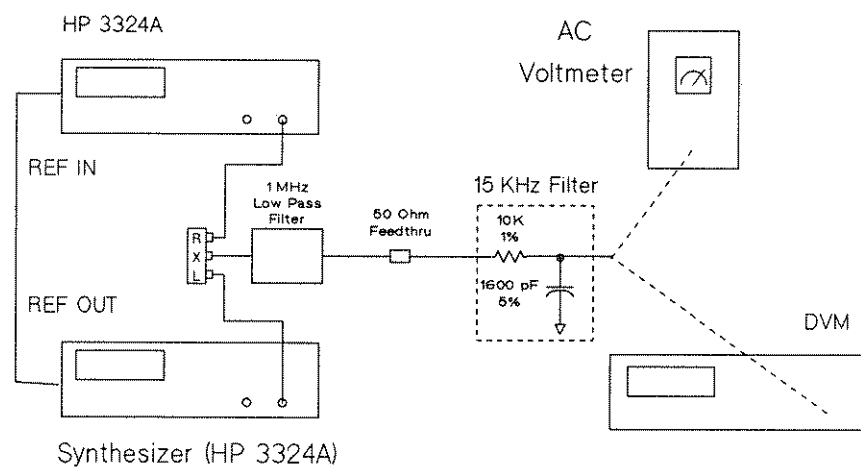 HP 3324A
AC
Voltmeter
REF IN
1 MHz
Low Pass
Filter
50 Ohm
Feedthru
15 KHz Filter
10K
1%
R
X
L
1600 pF
5%
REF OUT
DVM
Synthesizer (HP 3324A)